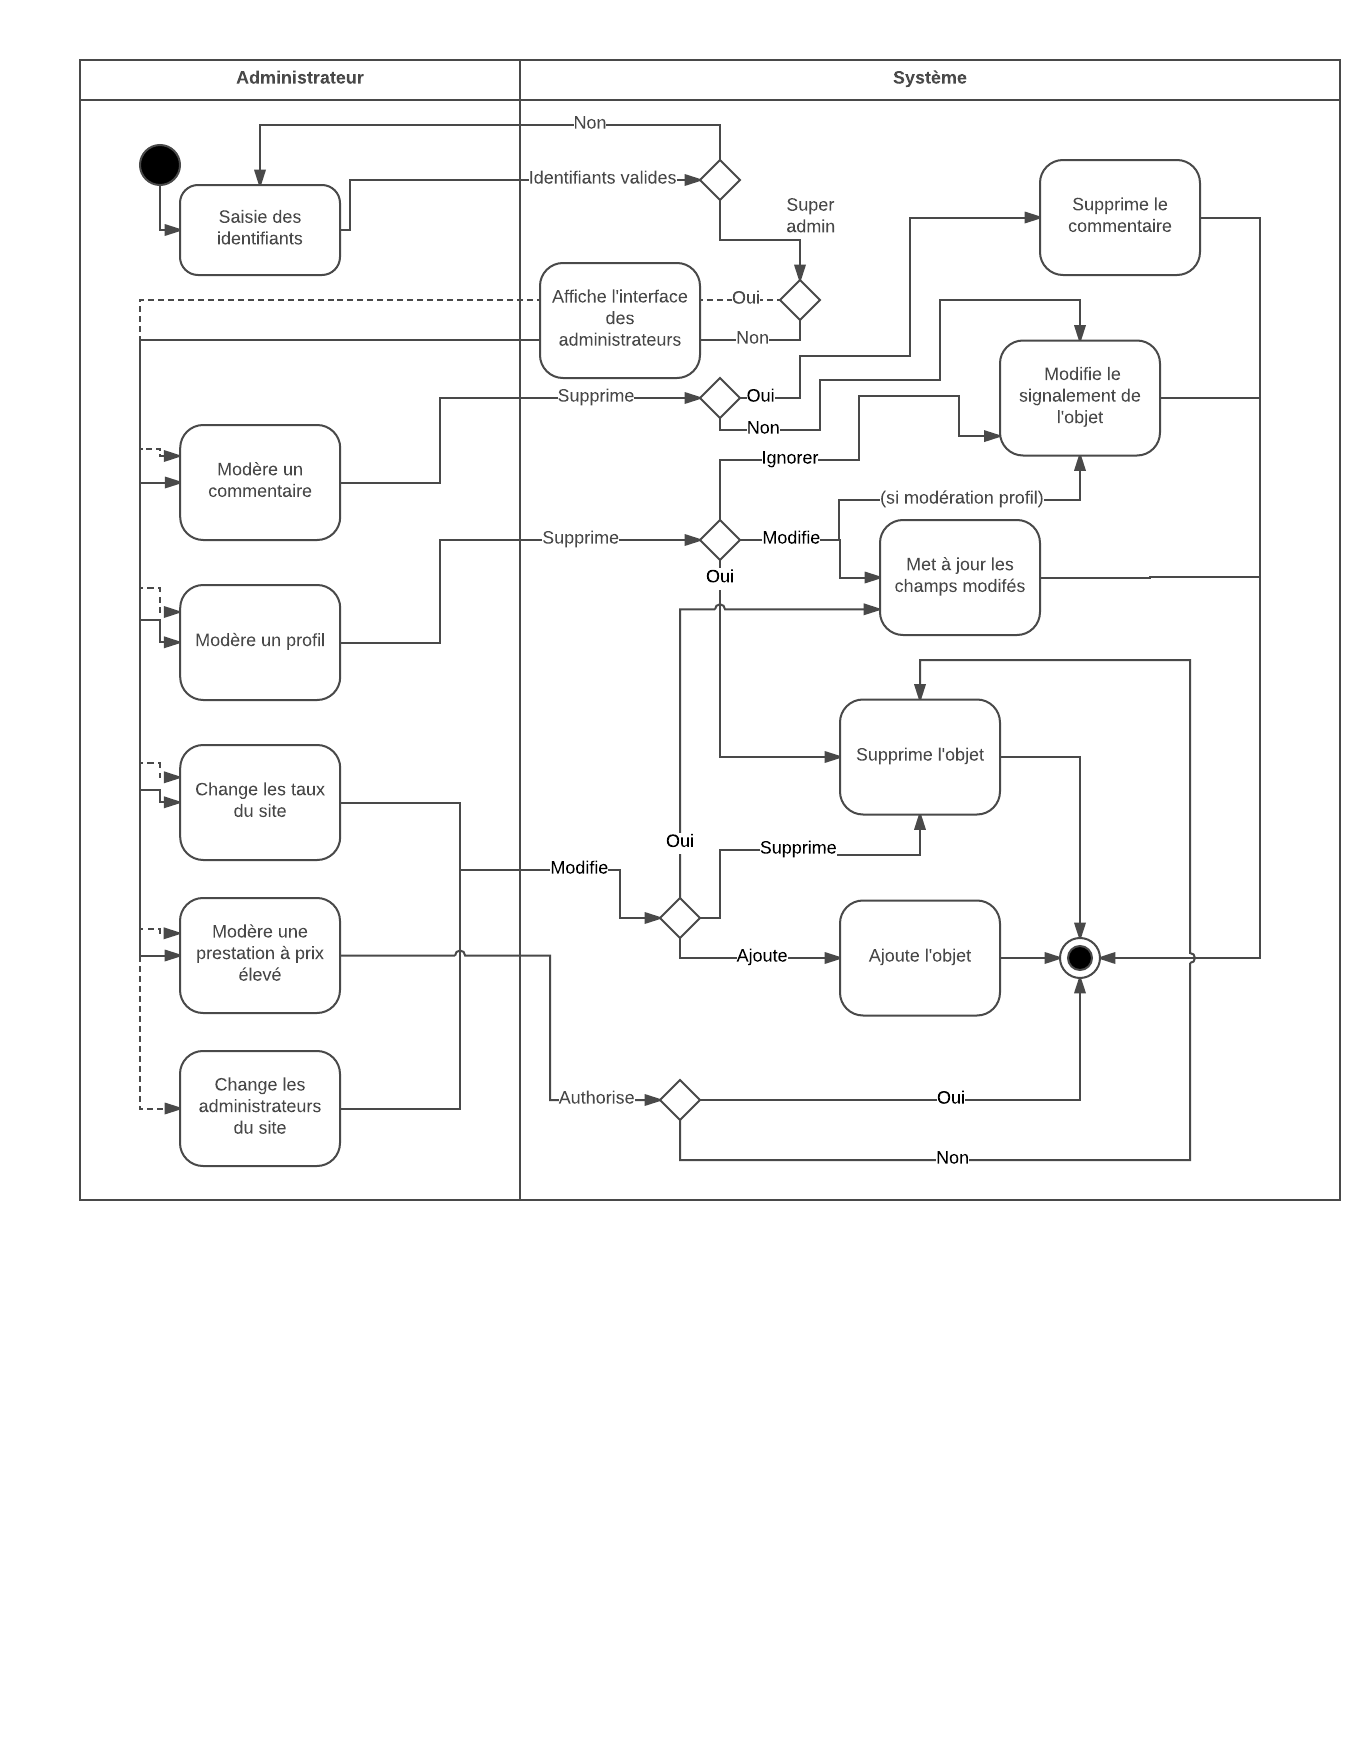 Administrateur
Système
Non
Identifiants valides
Saisie des
identifiants
Super
admin
Supprime le
commentaire
Affiche l'interface
des
administrateurs
Oui
Non
Modifie le
signalement de
l'objet
Supprime
Oui
Non
Ignorer
Modère un
commentaire
(si modération profil)
Supprime
Modifie
Oui
Met à jour les
champs modifés
Modère un profil
Supprime l'objet
Change les taux
du site
Oui
Supprime
Modifie
Modère une
prestation à prix
élevé
Ajoute
Ajoute l'objet
Change les
administrateurs
du site
Authorise
Oui
Non